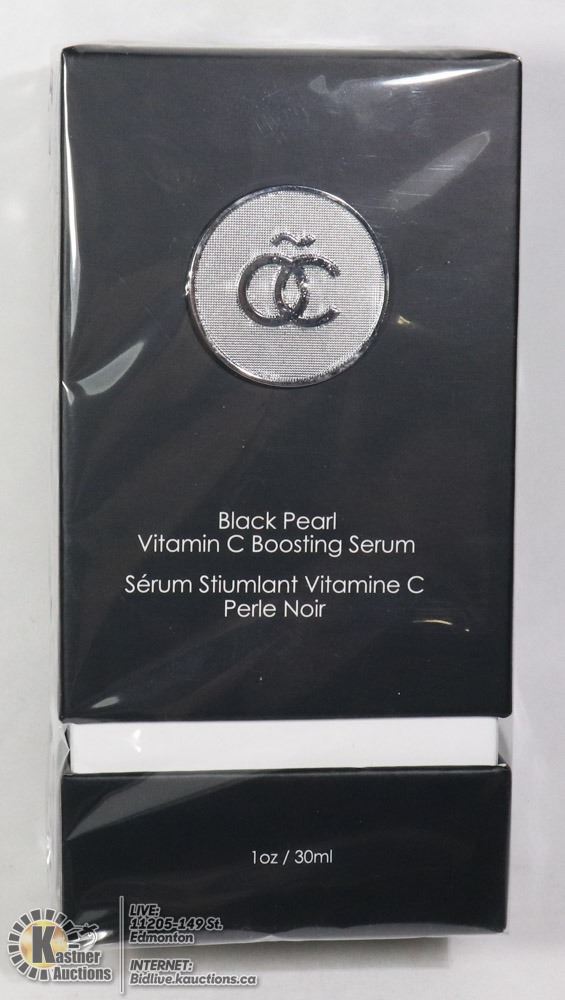 ÕC
Black Pearl
Vitamin C Boosting Serum
Sérum Stiumlant Vitamine C
Perle Noir
1oz / 30ml
Kastner
Auctions
LIVE:
11205-149 St.
Edmonton
INTERNET:
Bidlive.kauctions.ca